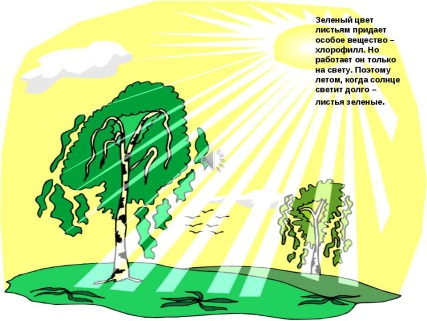 Зеленый цвет
листьям придает
особое вещество –
хлорофилл. Но
работает он только
на свету. Поэтому
летом, когда солнце
светит долго –
листья зеленые.